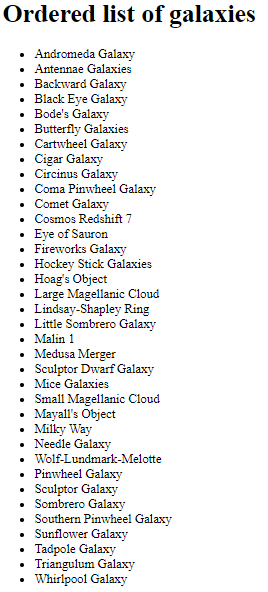 Ordered list of galaxies
Andromeda Galaxy
Antennae Galaxies
Backward Galaxy
Black Eye Galaxy
Bode's Galaxy
Butterfly Galaxies
Cartwheel Galaxy
Cigar Galaxy
Circinus Galaxy
Coma Pinwheel Galaxy
Comet Galaxy
Cosmos Redshift 7
Eye of Sauron
Fireworks Galaxy
Hockey Stick Galaxies
Hoag's Object
Large Magellanic Cloud
Lindsay-Shapley Ring
Little Sombrero Galaxy
Malin 1
Medusa Merger
Sculptor Dwarf Galaxy
Mice Galaxies
Small Magellanic Cloud
Mayall's Object
Milky Way
Needle Galaxy
Wolf-Lundmark-Melotte
Pinwheel Galaxy
Sculptor Galaxy
Sombrero Galaxy
Southern Pinwheel Galaxy
Sunflower Galaxy
Tadpole Galaxy
Triangulum Galaxy
Whirlpool Galaxy